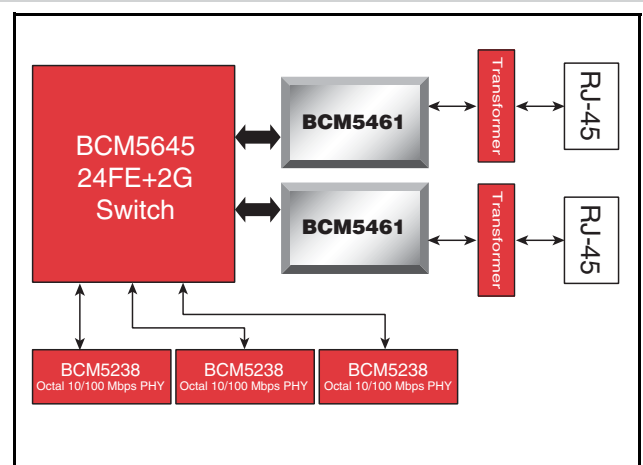 BCM5645
24FE+2G
Switch
BCM5461
Transformer
RJ-45
BCM5461
Transformer
RJ-45
BCM5238
Octal 10/100 Mbps PHY
BCM5238
Octal 10/100 Mbps PHY
BCM5238
Octal 10/100 Mbps PHY